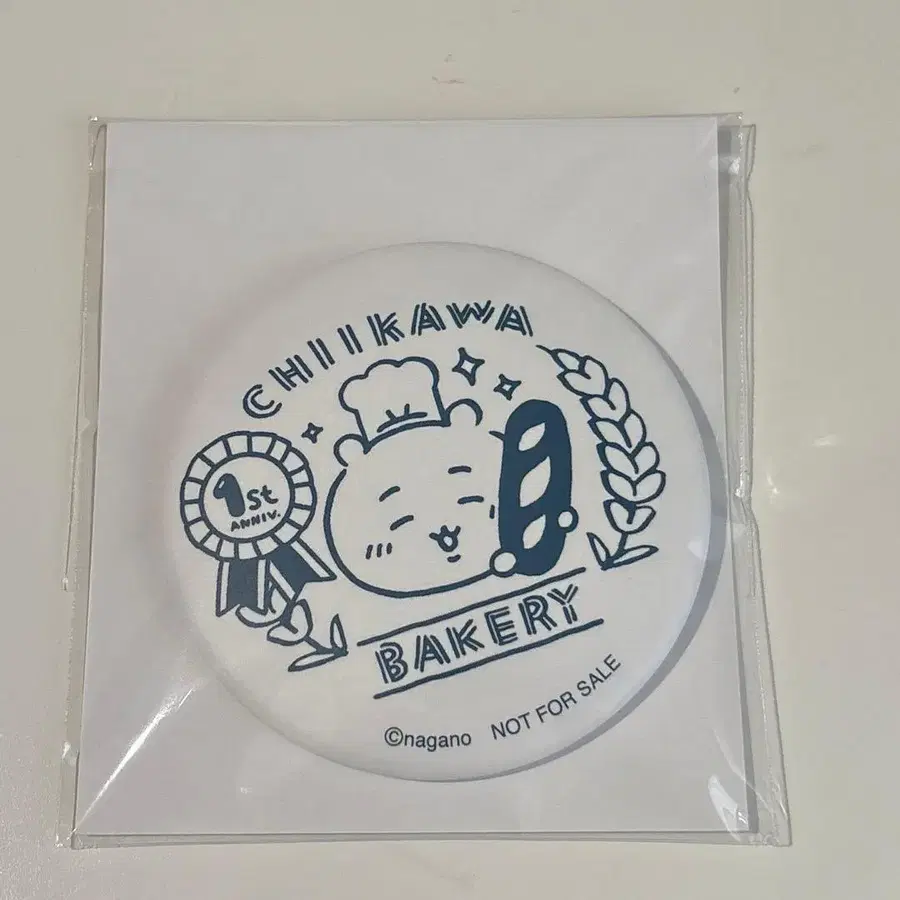 CHIIKAWA
1st
ANNIV.
BAKERY
©nagano NOT FOR SALE